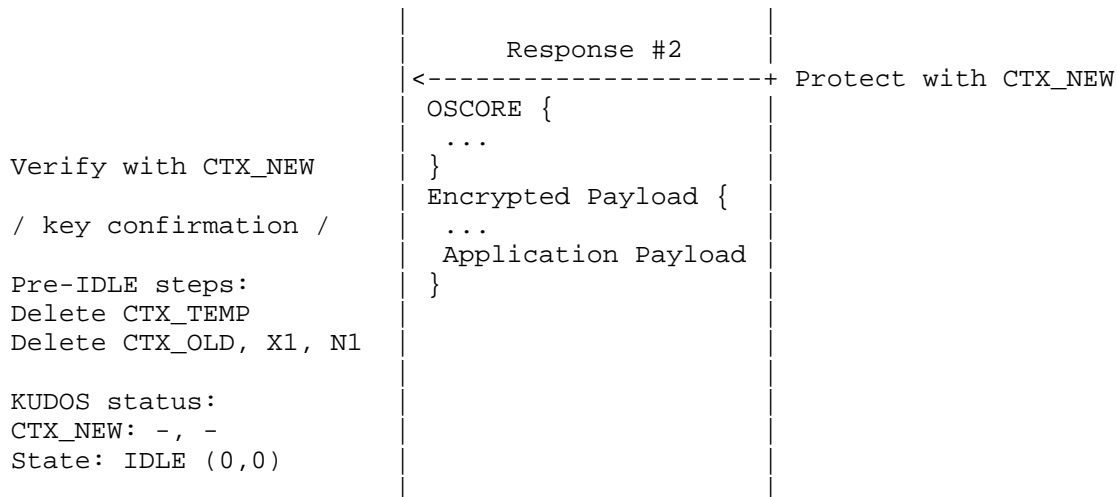 Response #2
<---------------------+ Protect with CTX_NEW
OSCORE {
...
Verify with CTX_NEW }
Encrypted Payload {
/ key confirmation / ...
Application Payload
Pre-IDLE steps: }
Delete CTX_TEMP
Delete CTX_OLD, X1, N1
KUDOS status:
CTX_NEW: -, -
State: IDLE (0,0)